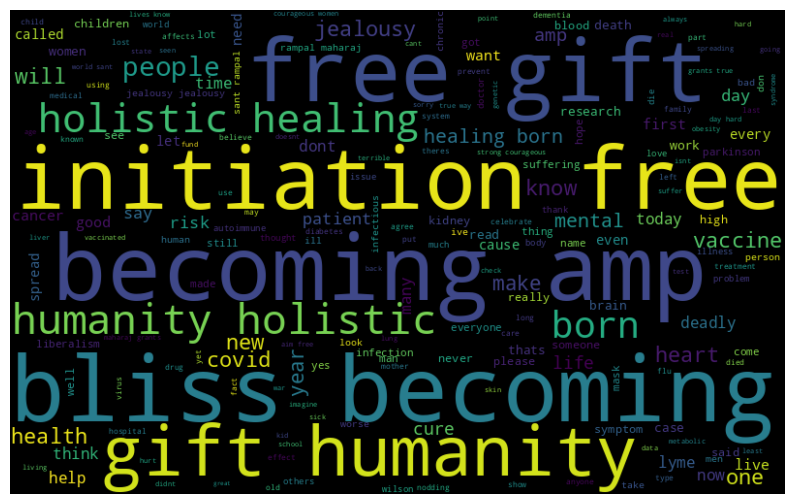 lives know courageous women dementia always hard
child children world lost affects lot
called women jealousy need rampal maharaj amp blood death point
people will time free gift
state seen want got cant chronic part
using medical jealousy jealousy sant rampal doctor prevent don bad die spreading going grants true
holistic healing research day
sorry true way system genetic family syndrome
known see let dont healing born first every
believe theres hope strong courageous day hard obesity
initiation free
fund terrible suffering love isnt work parkinson
doesnt issue left suffer know
cancer good say risk patient kidney read mental today high
autoimmune agree celebrate ive thank
liver vaccinated human still may diabetes ill infectious put much cause thing name even vaccine
thought body illness person
becoming amp
spread made back many check make test treatment problem
really brain long
humanity holistic born deadly
maharaj grants lung everyone care
liberalism new sin free look man infection never thats please someone come died
covid year yes mother life heart
well drug yet virus fact war skin mask flu
bliss becoming
imagine
health hospital sick worse cure symptom case
gift humanity
think kid school data metabolic said men least lyme now live one
living help hurt effect didnt great others old wilson nodding show anyone take type